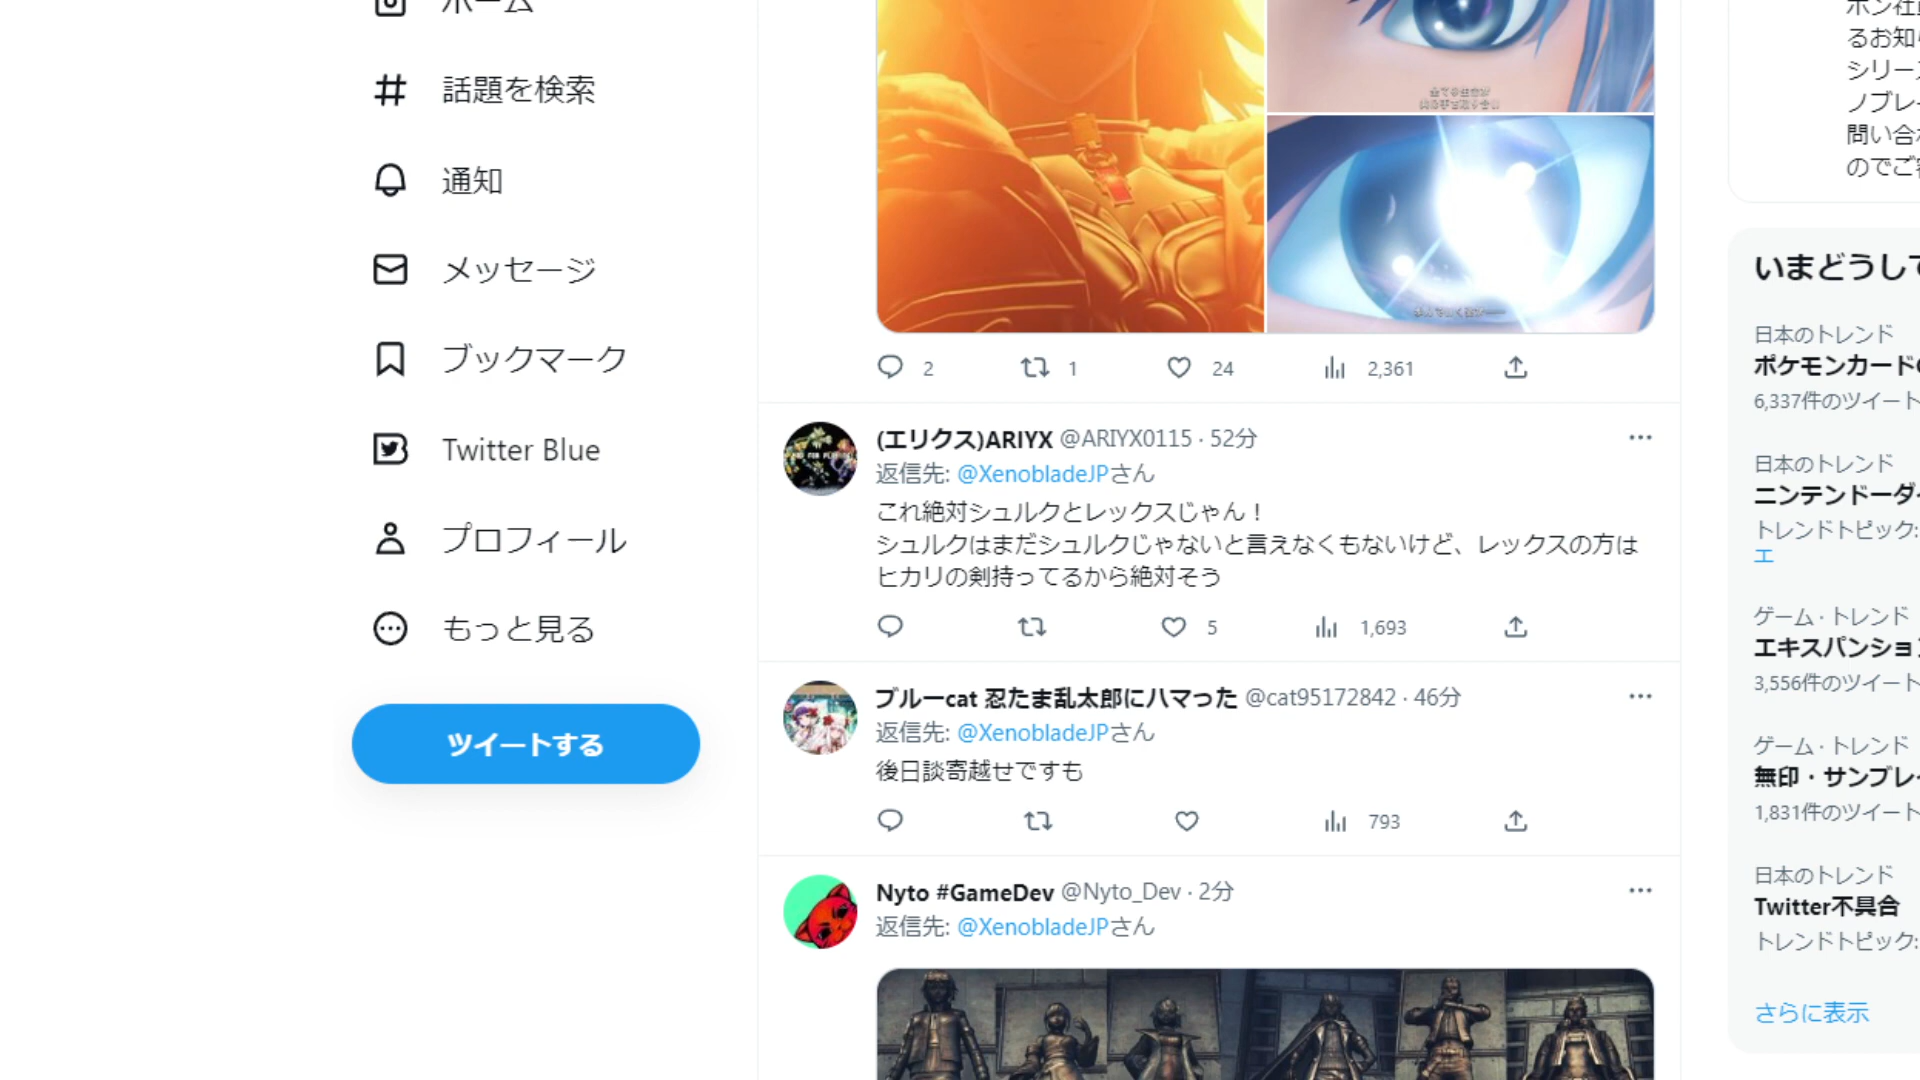 ホーム
話題を検索
通知
メッセージ
ブックマーク
Twitter Blue
プロフィール
もっと見る
ツイートする
2
1
24
2,361
(エリクス)ARIYX @ARIYX0115 · 52分
返信先: @XenobladeJPさん
これ絶対シュルクとレックスじゃん！
シュルクはまだシュルクじゃないと言えなくもないけど、レックスの方は
ヒカリの剣持ってるから絶対そう
5
1,693
ブルーcat 忍たま乱太郎にハマった @cat95172842 · 46分
返信先: @XenobladeJPさん
後日談寄越せですも
793
Nyto #GameDev @Nyto_Dev · 2分
返信先: @XenobladeJPさん
るお知
シリー
ノブレー
問い合
のでご
いまどうして
日本のトレンド
ポケモンカード
6,337件のツイート
日本のトレンド
ニンテンドーダ
トレンドトピック:
エ
ゲーム · トレンド
エキスパンショ
3,556件のツイート
ゲーム · トレンド
無印・サンブレ
1,831件のツイート
日本のトレンド
Twitter不具合
トレンドトピック:
さらに表示